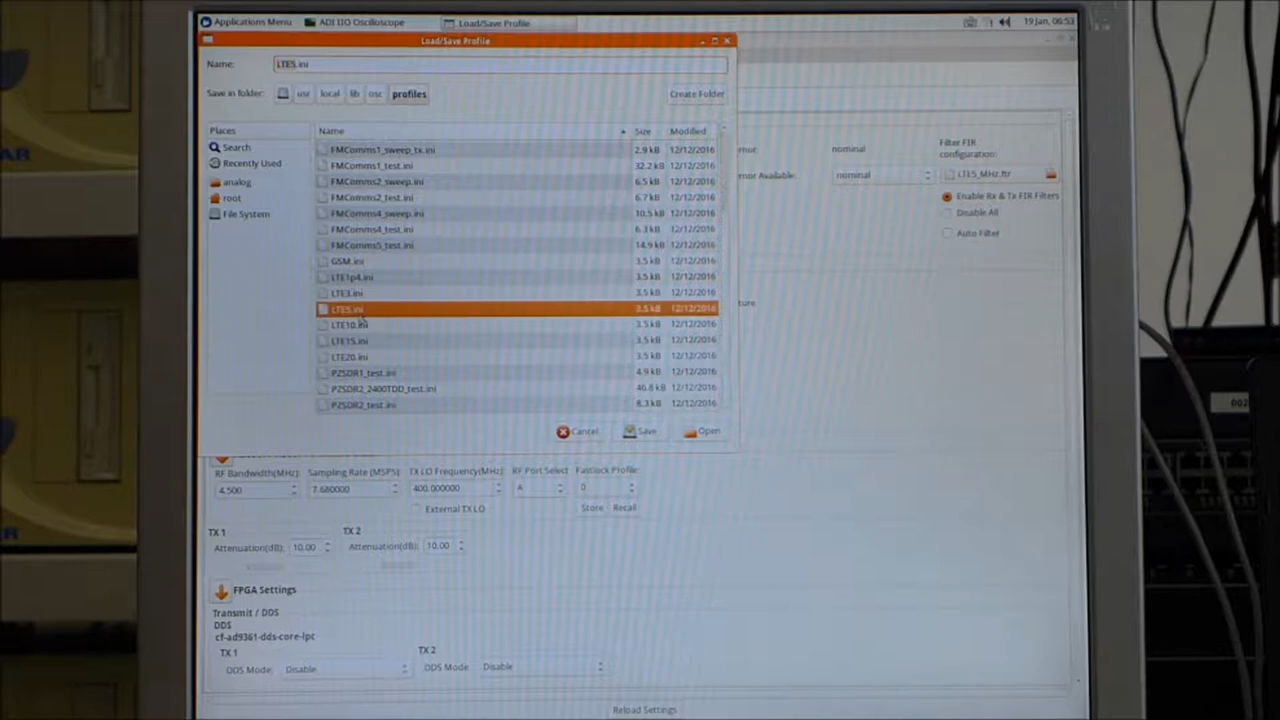 Applications Menu ADI IIO Oscilloscope Load/Save Profile 19 Jan, 06:53
Load/Save Profile
Name: LTE5.ini
Save in folder: usr local lib osc profiles Create Folder
Places Name Size Modified
Search
Recently Used
analog
root
File System
FMComms1_sweep_tx.ini 2.9 kB 12/12/2016
FMComms1_test.ini 32.2 kB 12/12/2016
FMComms2_sweep.ini 6.5 kB 12/12/2016
FMComms2_test.ini 6.7 kB 12/12/2016
FMComms4_sweep.ini 10.5 kB 12/12/2016
FMComms4_test.ini 6.3 kB 12/12/2016
FMComms5_test.ini 14.9 kB 12/12/2016
GSM.ini 3.5 kB 12/12/2016
LTE1p4.ini 3.5 kB 12/12/2016
LTE3.ini 3.5 kB 12/12/2016
LTE5.ini 3.5 kB 12/12/2016
LTE10.ini 3.5 kB 12/12/2016
LTE15.ini 3.5 kB 12/12/2016
LTE20.ini 3.5 kB 12/12/2016
PZSDR1_test.ini 4.9 kB 12/12/2016
PZSDR2_2400TDD_test.ini 46.8 kB 12/12/2016
PZSDR2_test.ini 8.3 kB 12/12/2016
Cancel Save Open
nominal
Available: nominal
Filter FIR
configuration:
LTE5_MHz.ftr
Enable Rx & Tx FIR Filters
Disable All
Auto Filter
RF Bandwidth(MHz): Sampling Rate (MSPS): TX LO Frequency(MHz): RF Port Select Fastlock Profile:
4.500 7.680000 400.000000 A 0
External TX LO Store Recall
TX 1 TX 2
Attenuation(dB): 10.00 Attenuation(dB): 10.00
FPGA Settings
Transmit / DDS
DDS
cf-ad9361-dds-core-lpc
TX 1 TX 2
DDS Mode: Disable DDS Mode: Disable
Reload Settings
AR
002